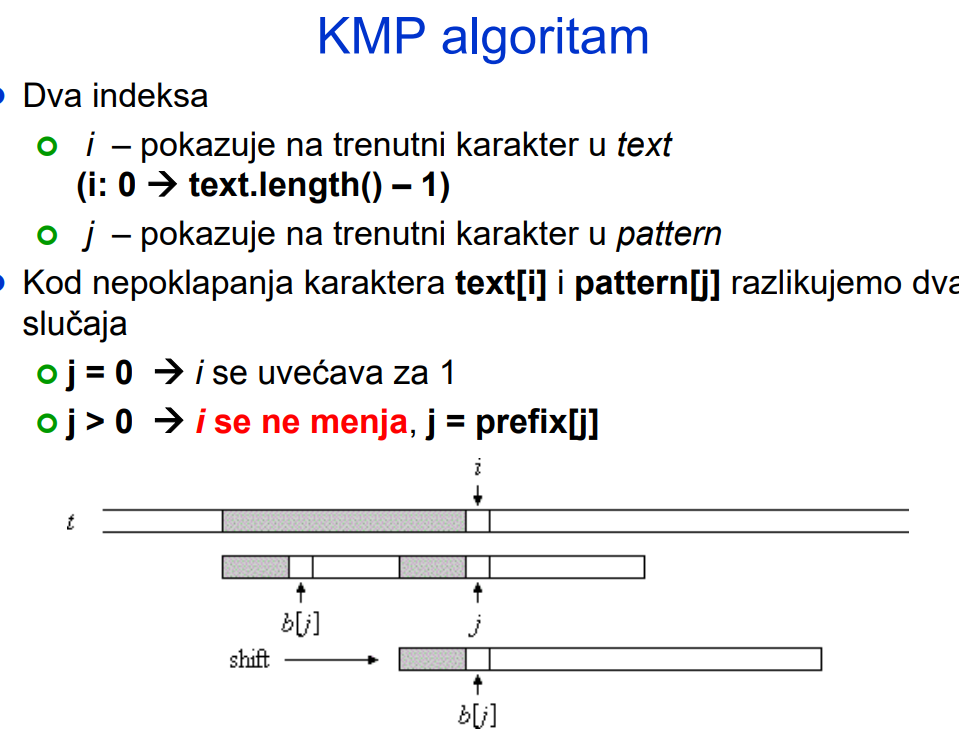 KMP algoritam
Dva indeksa
i – pokazuje na trenutni karakter u text
(i: 0 → text.length() – 1)
j – pokazuje na trenutni karakter u pattern
Kod nepoklapanja karaktera text[i] i pattern[j] razlikujemo dva
slučaja
j = 0 → i se uvećava za 1
j > 0 → i se ne menja, j = prefix[j]
i
t
b[j]
j
shift
b[j]